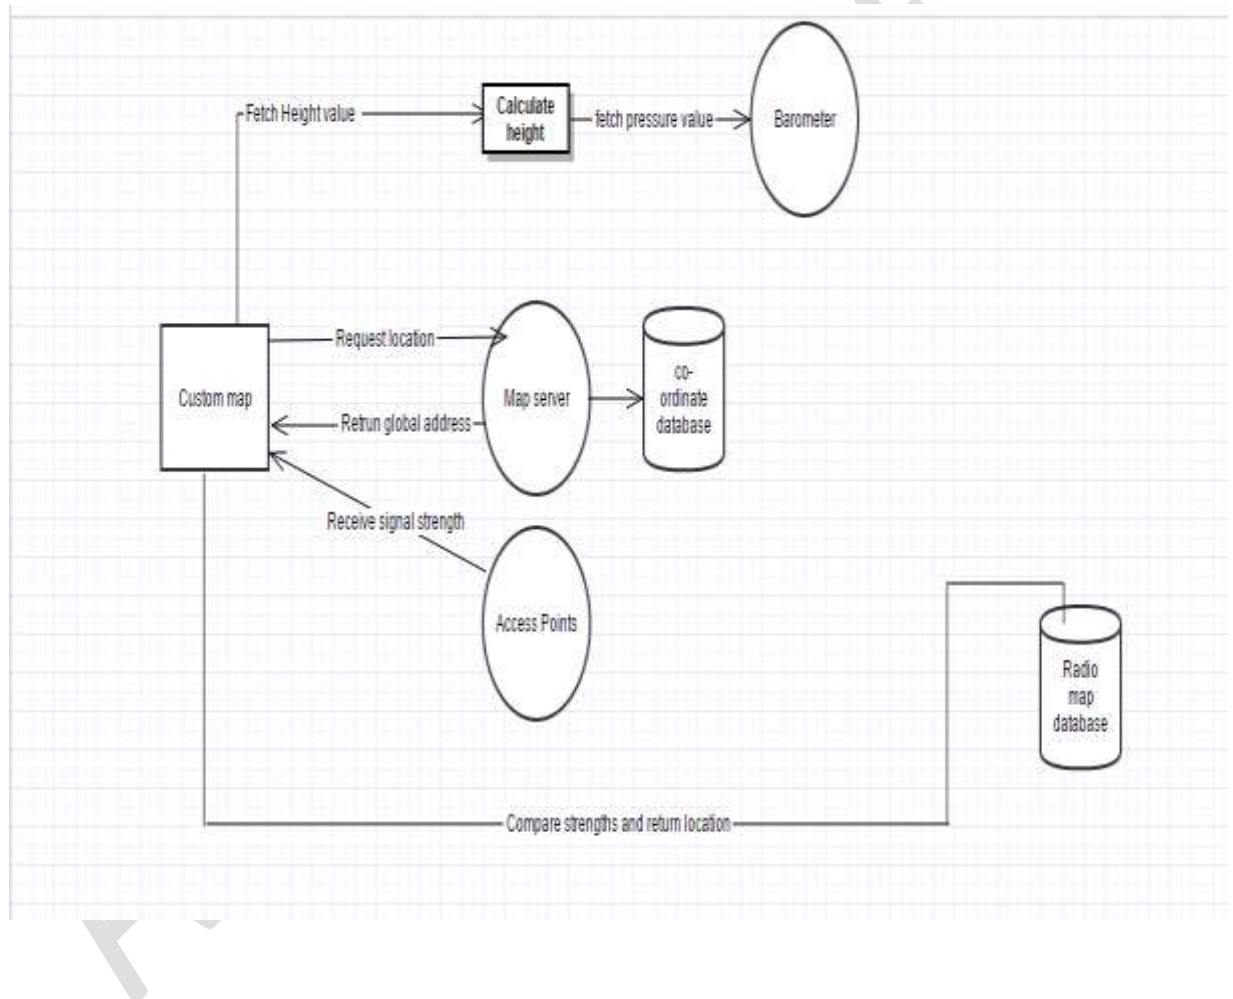 Fetch Height value
Calculate
height
fetch pressure value
Barometer
Request location
Custom map
Map server
co-
ordinate
database
Retrun global address
Receive signal strength
Access Points
Radio
map
database
Compare strengths and return location